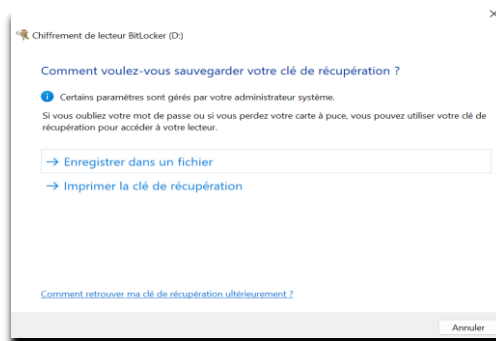 Chiffrement de lecteur BitLocker (D:)
Comment voulez-vous sauvegarder votre clé de récupération ?
Certains paramètres sont gérés par votre administrateur système.
Si vous oubliez votre mot de passe ou si vous perdez votre carte à puce, vous pouvez utiliser votre clé de
récupération pour accéder à votre lecteur.
→ Enregistrer dans un fichier
→ Imprimer la clé de récupération
Comment retrouver ma clé de récupération ultérieurement ?
Annuler